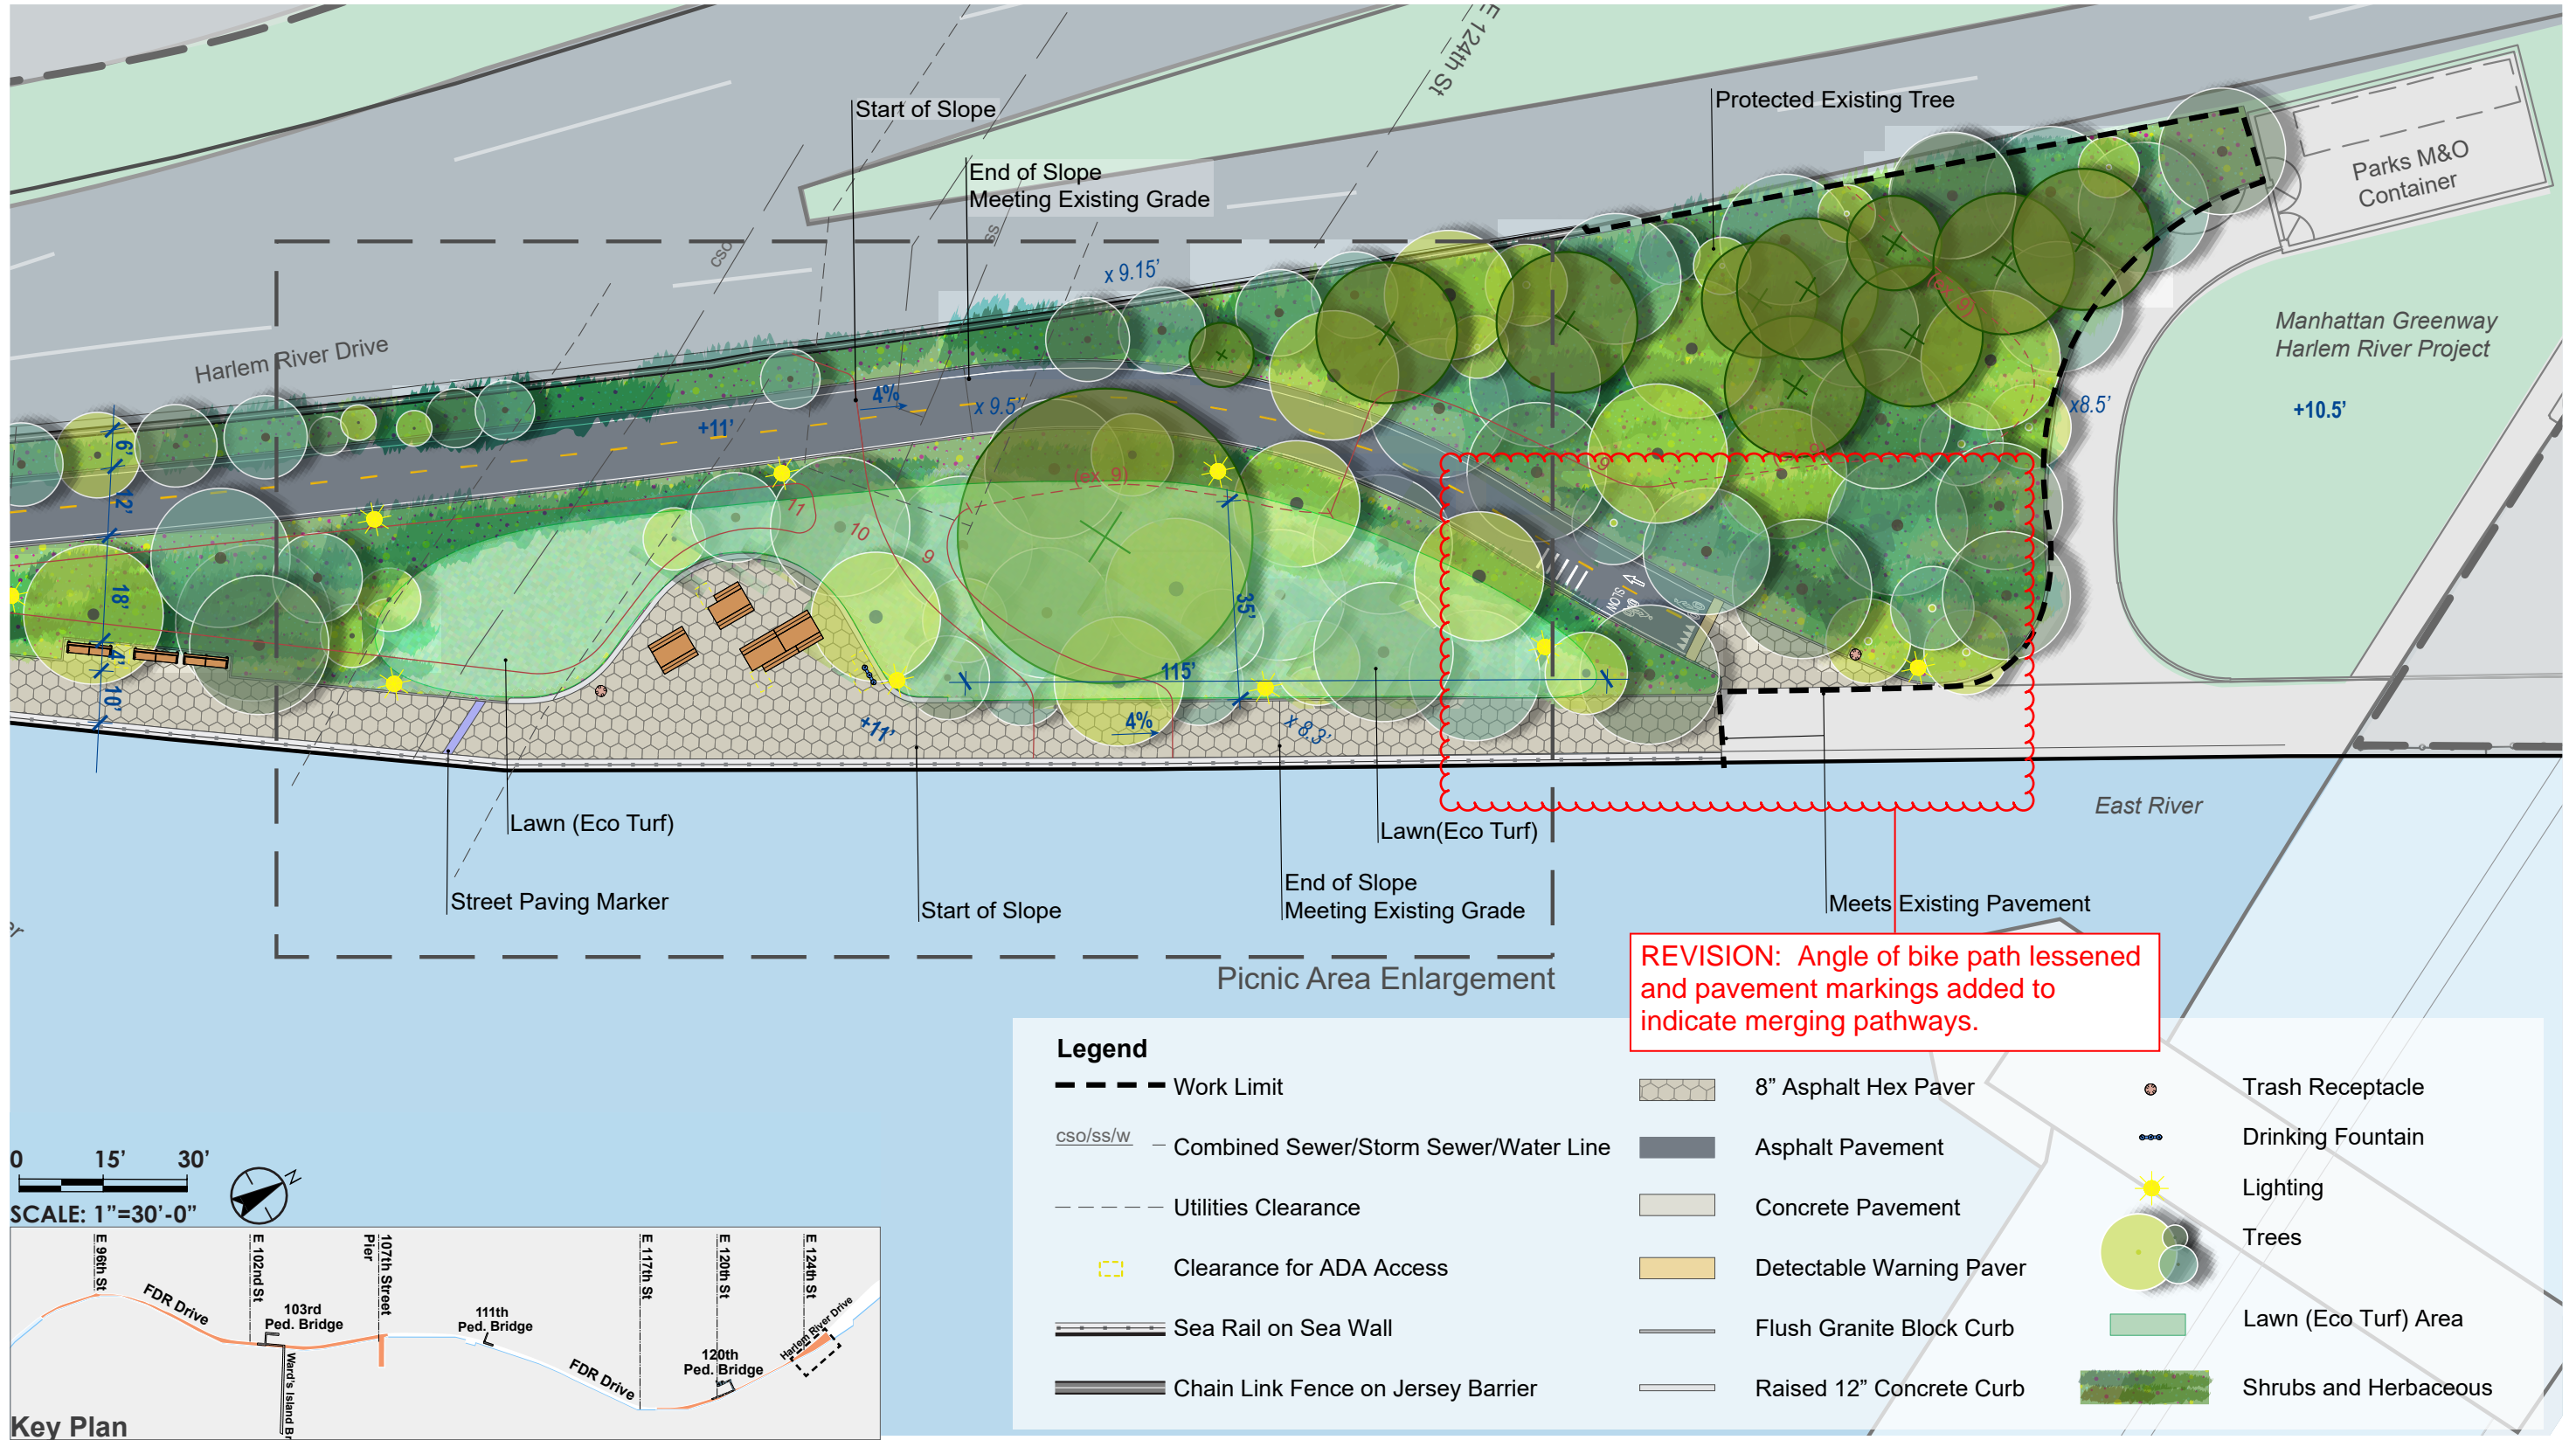 E 124th St
Start of Slope
Protected Existing Tree
End of Slope
Meeting Existing Grade
Parks M&O
Container
cso
ss
x 9.15'
(ex. 9)
Manhattan Greenway
Harlem River Project
Harlem River Drive
4%
x 9.5'
+11'
x8.5'
+10.5'
6'
12'
18'
4'
10'
11
10
9
(ex. 9)
9
(ex. 9)
35'
SLOW
115'
+11'
4%
x 8.3'
East River
Lawn (Eco Turf)
Lawn(Eco Turf)
Street Paving Marker
Start of Slope
End of Slope
Meeting Existing Grade
Meets Existing Pavement
er
Picnic Area Enlargement
REVISION: Angle of bike path lessened
and pavement markings added to
indicate merging pathways.
Legend
Work Limit
cso/ss/w
Combined Sewer/Storm Sewer/Water Line
Utilities Clearance
Clearance for ADA Access
Sea Rail on Sea Wall
Chain Link Fence on Jersey Barrier
8” Asphalt Hex Paver
Asphalt Pavement
Concrete Pavement
Detectable Warning Paver
Flush Granite Block Curb
Raised 12” Concrete Curb
Trash Receptacle
Drinking Fountain
Lighting
Trees
Lawn (Eco Turf) Area
Shrubs and Herbaceous
0 15' 30'
SCALE: 1”=30'-0”
N
E 96th St
E 102nd St
107th Street
Pier
E 117th St
E 120th St
E 124th St
FDR Drive
103rd
Ped. Bridge
Ward's Island Br
111th
Ped. Bridge
FDR Drive
120th
Ped. Bridge
Harlem River Drive
Key Plan